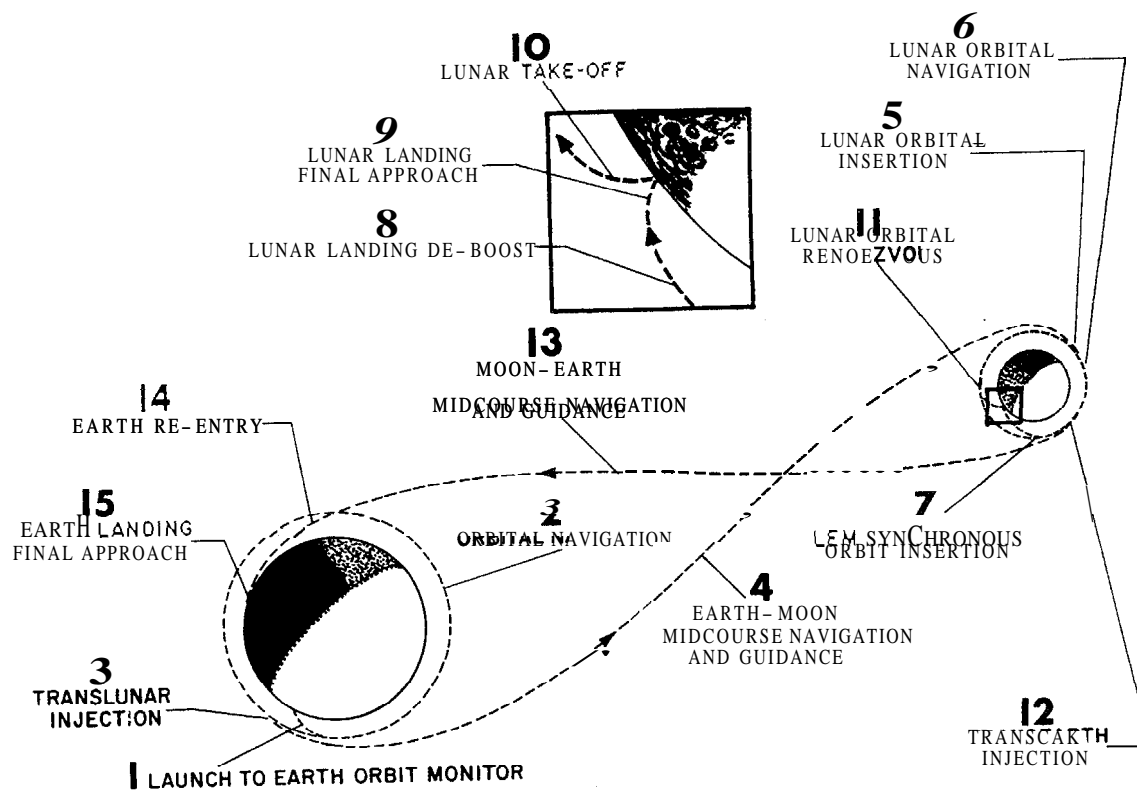 10
LUNAR TAKE-OFF
6
LUNAR ORBITAL
NAVIGATION
9
LUNAR LANDING
FINAL APPROACH
5
LUNAR ORBITAL
INSERTION
8
LUNAR LANDING DE-BOOST
11
LUNAR ORBITAL
13
MOON-EARTH
MIDCOURSE NAVIGATION
AND GUIDANCE
14
EARTH RE-ENTRY
15
EARTH LANDING
FINAL APPROACH
2
ORBITAL NAVIGATION
7
LEM SYNCHRONOUS
ORBIT INSERTION
4
EARTH-MOON
MIDCOURSE NAVIGATION
AND GUIDANCE
3
TRANSLUNAR
INJECTION
12
INJECTION
1 LAUNCH TO EARTH ORBIT MONITOR